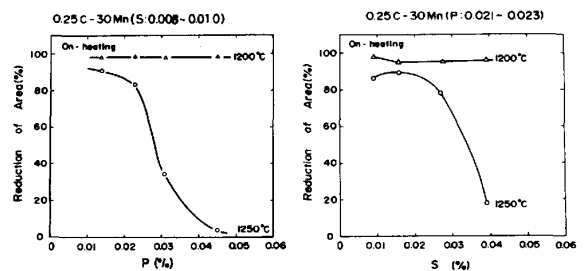 0.25C-30Mn(S:0.008~0.010)
On-heating
1200°C
1250°C
Reduction of Area(%)
100
80
60
40
20
0
0 0.01 0.02 0.03 0.04 0.05 0.06
P (%)
0.25C-30Mn(P:0.021~0.023)
On-heating
1200°C
1250°C
Reduction of Area(%)
100
80
60
40
20
0
0 0.01 0.02 0.03 0.04 0.05 0.06
S (%)